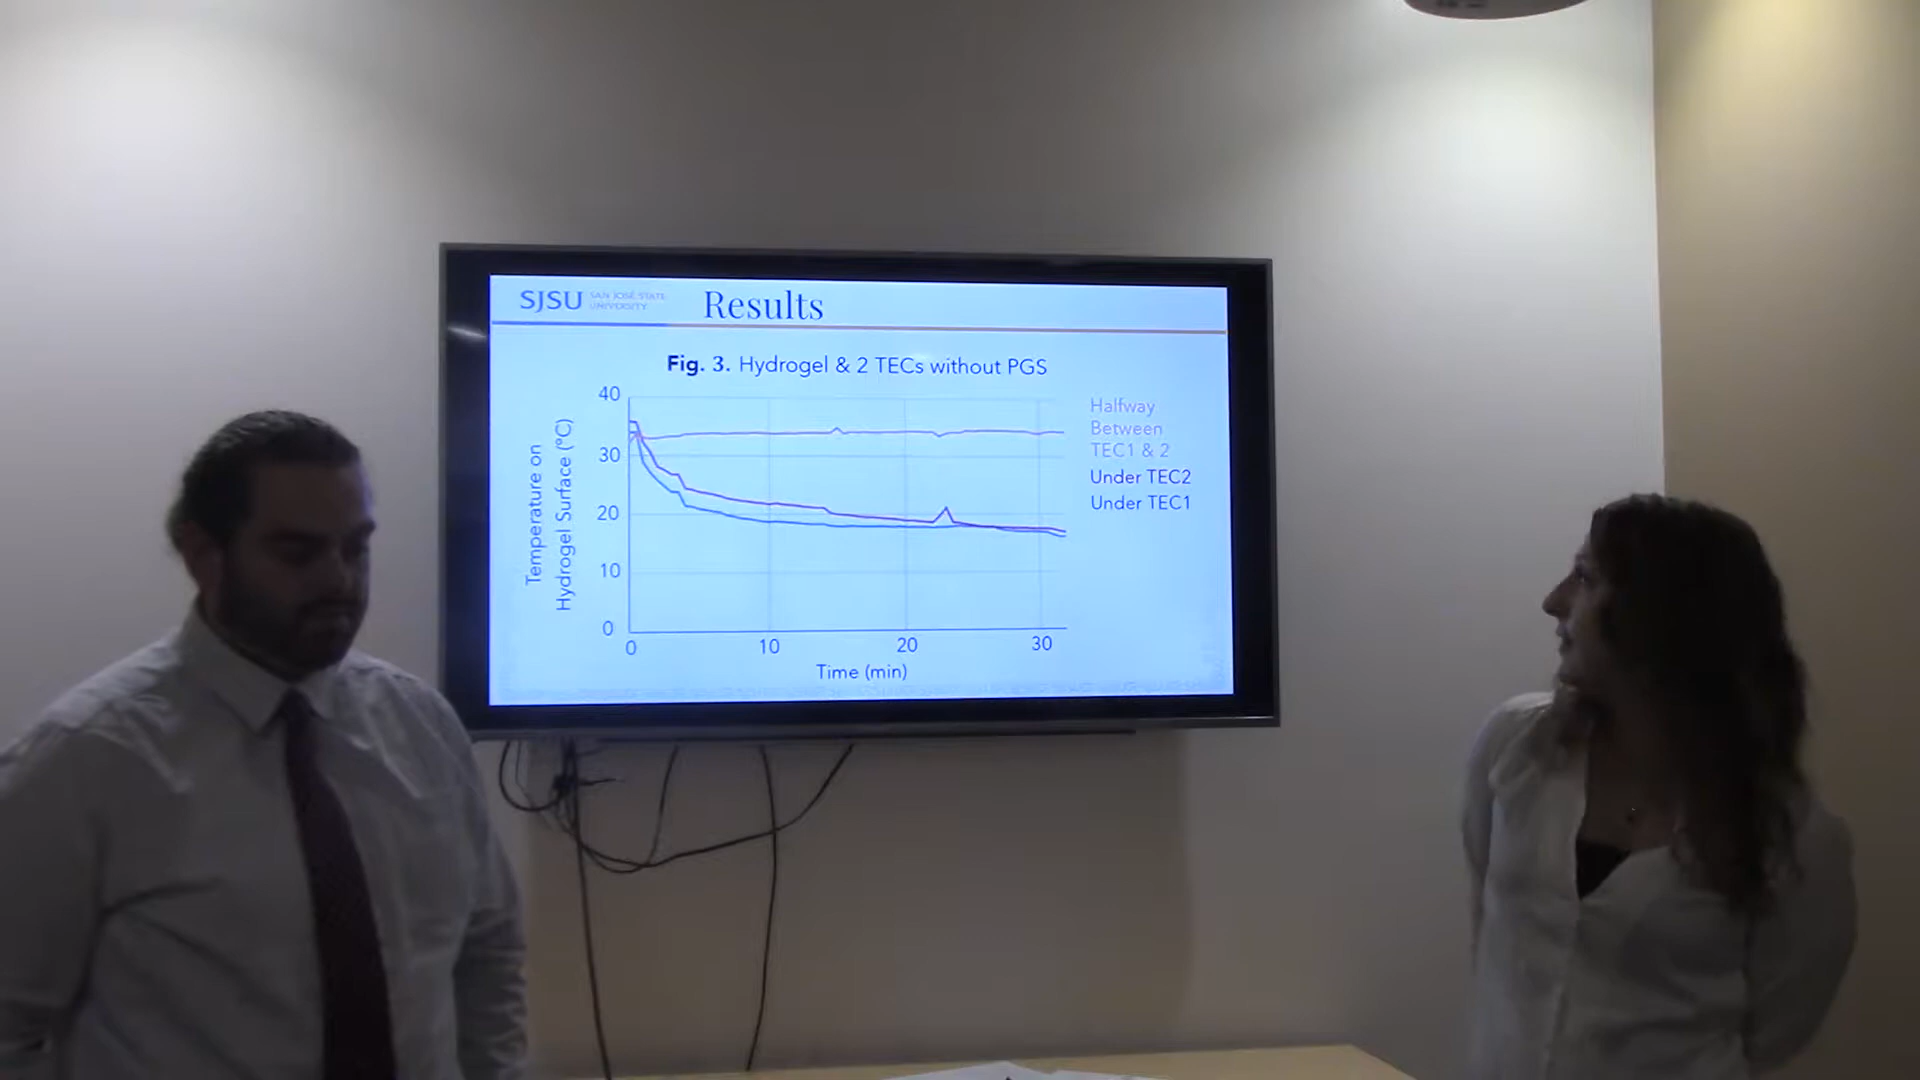 SJSU SAN JOSÉ STATE
UNIVERSITY
Results
Fig. 3. Hydrogel & 2 TECs without PGS
Temperature on
Hydrogel Surface (°C)
40
30
20
10
0
0 10 20 30
Time (min)
Halfway
Between
TEC1 & 2
Under TEC2
Under TEC1